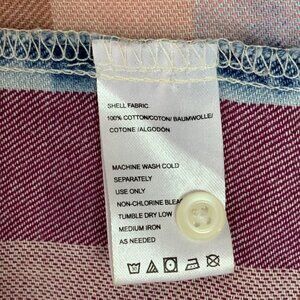 SHELL FABRIC
100% COTTON/COTON/ BAUMWOLLE/
COTONE /ALGODÓN
MACHINE WASH COLD
SEPARATELY
USE ONLY
NON-CHLORINE BLEA
TUMBLE DRY LOW
MEDIUM IRON
AS NEEDED